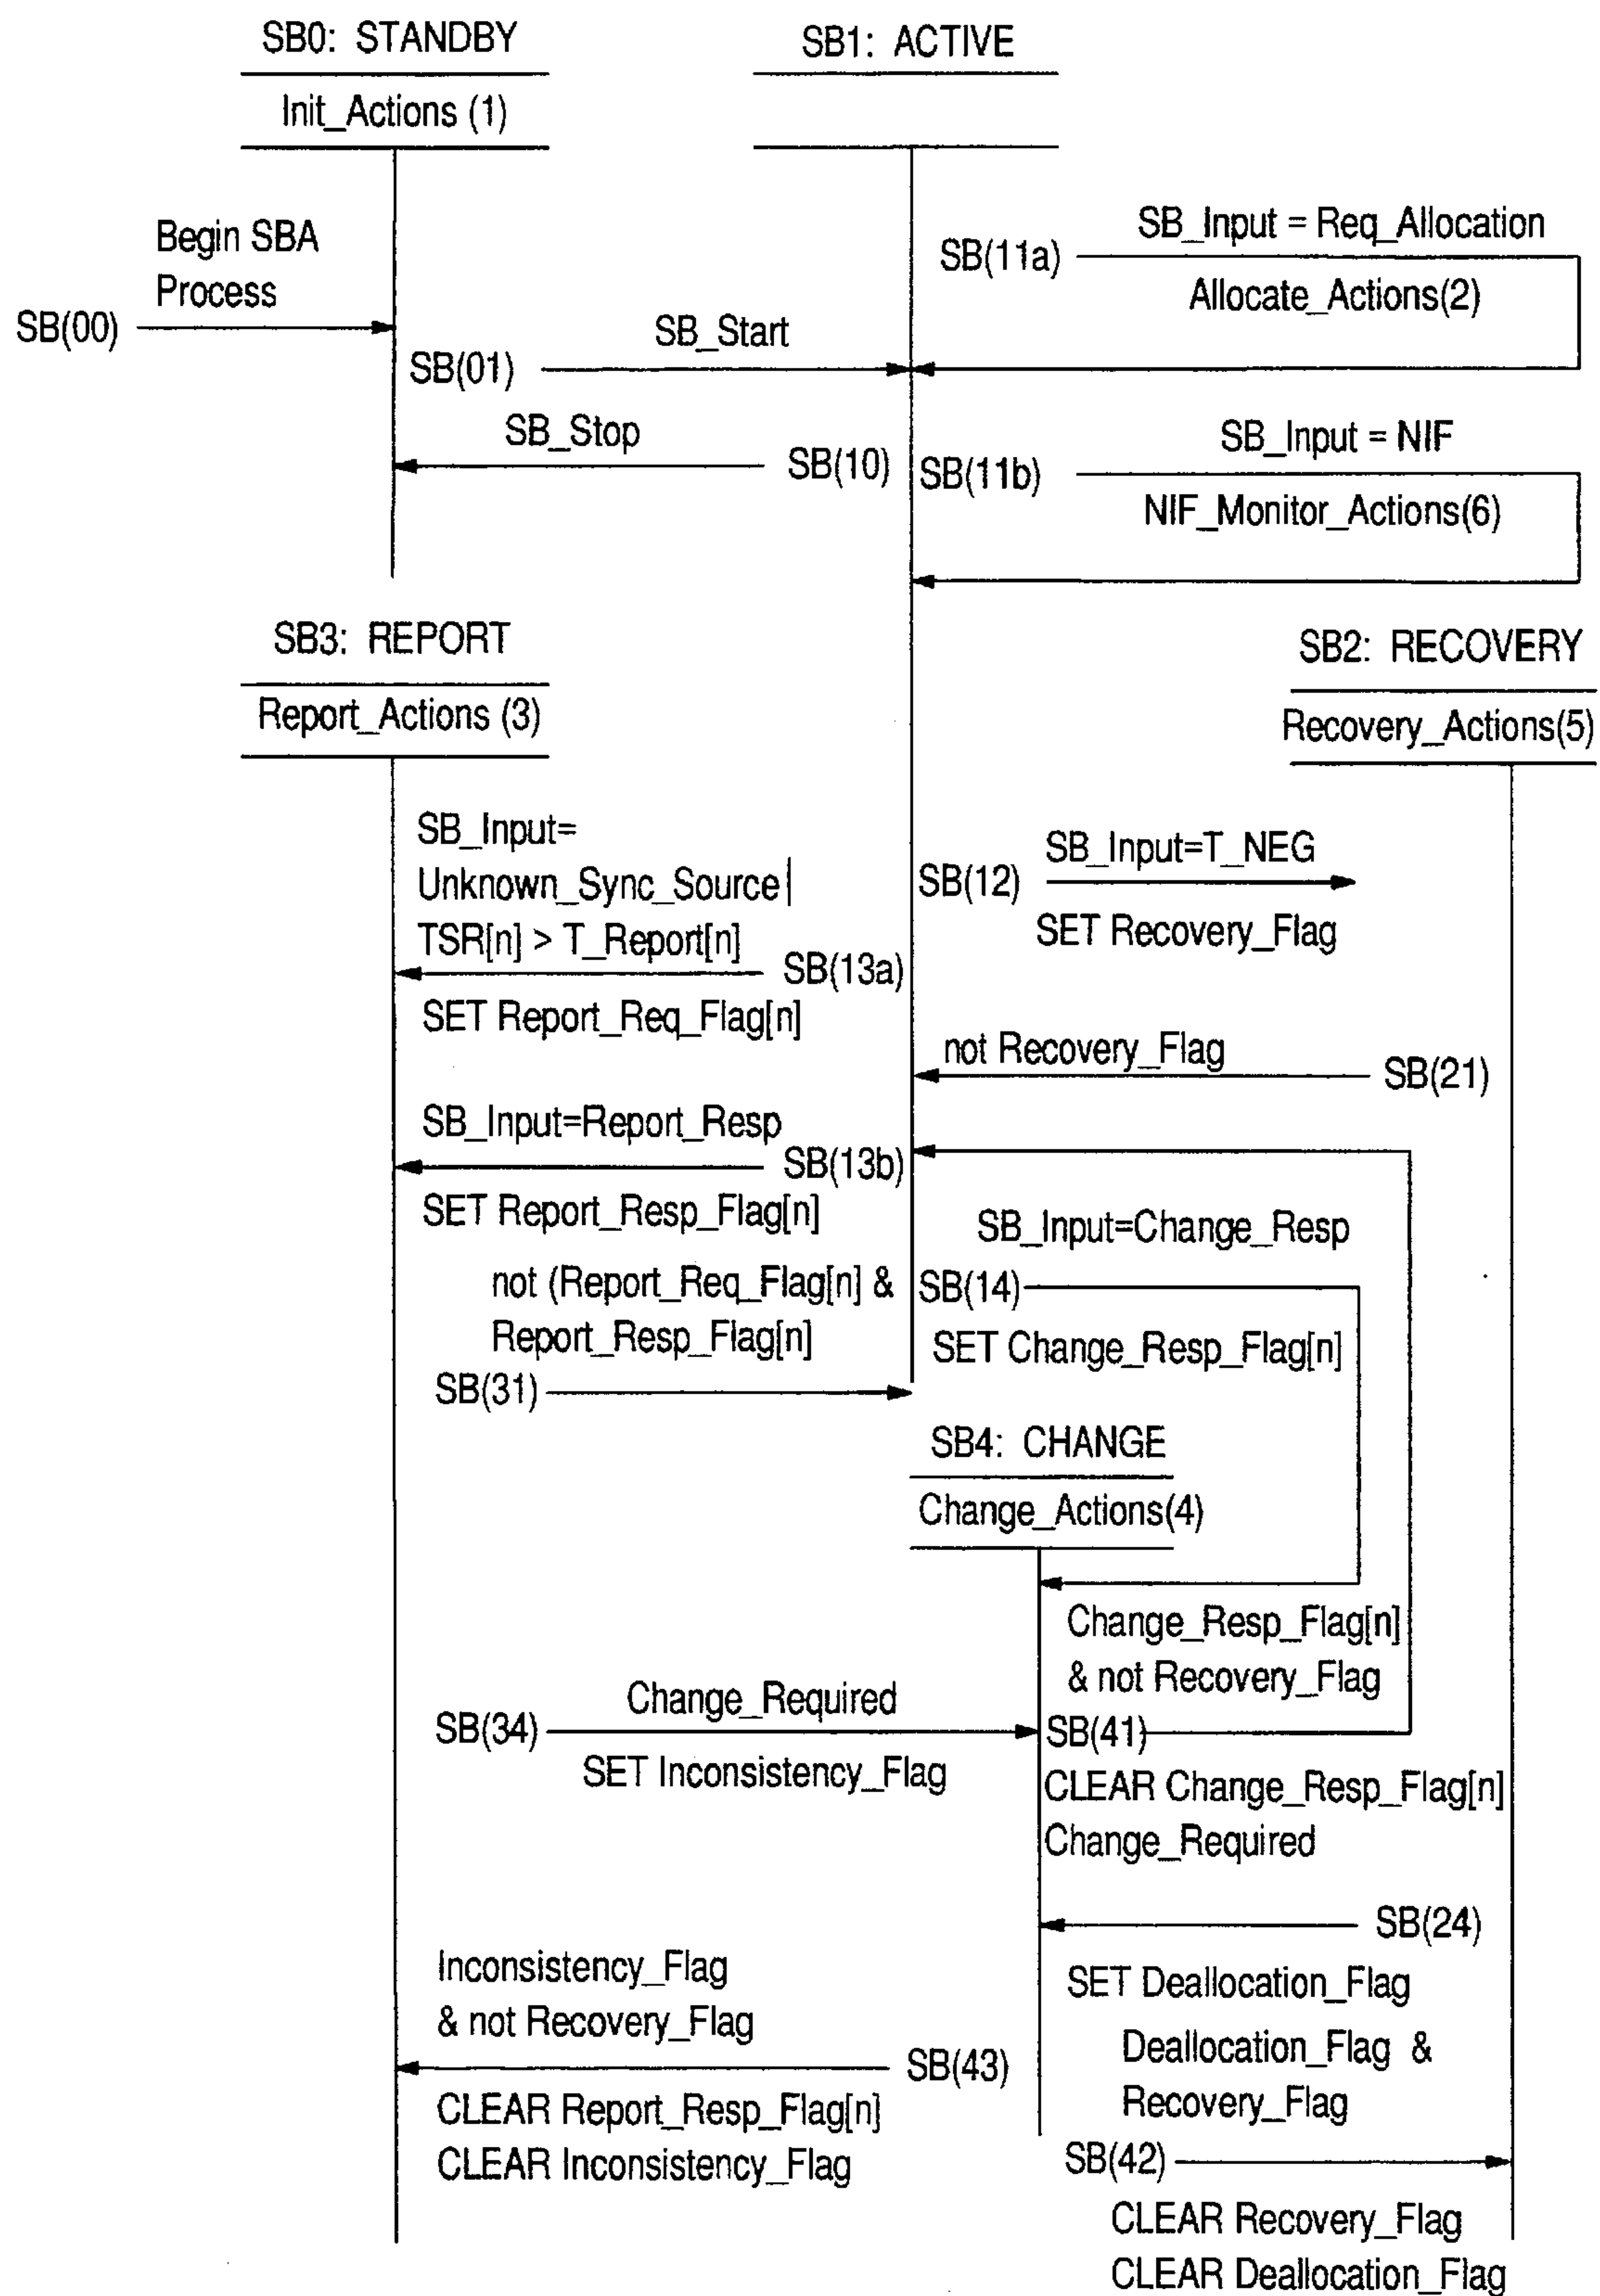 SB0: STANDBY
Init_Actions (1)
SB1: ACTIVE
Begin SBA
Process
SB(00)
SB(01)
SB_Start
SB_Stop
SB(10)
SB(11a)
SB_Input = Req_Allocation
Allocate_Actions(2)
SB(11b)
SB_Input = NIF
NIF_Monitor_Actions(6)
SB3: REPORT
Report_Actions (3)
SB2: RECOVERY
Recovery_Actions(5)
SB_Input=
Unknown_Sync_Source|
TSR[n] > T_Report[n]
SB(13a)
SET Report_Req_Flag[n]
SB(12)
SB_Input=T_NEG
SET Recovery_Flag
not Recovery_Flag
SB(21)
SB_Input=Report_Resp
SB(13b)
SET Report_Resp_Flag[n]
SB_Input=Change_Resp
SB(14)
SET Change_Resp_Flag[n]
not (Report_Req_Flag[n] &
Report_Resp_Flag[n]
SB(31)
SB4: CHANGE
Change_Actions(4)
Change_Resp_Flag[n]
& not Recovery_Flag
SB(34)
Change_Required
SET Inconsistency_Flag
SB(41)
CLEAR Change_Resp_Flag[n]
Change_Required
SB(24)
SET Deallocation_Flag
Inconsistency_Flag
& not Recovery_Flag
SB(43)
CLEAR Report_Resp_Flag[n]
CLEAR Inconsistency_Flag
Deallocation_Flag &
Recovery_Flag
SB(42)
CLEAR Recovery_Flag
CLEAR Deallocation_Flag